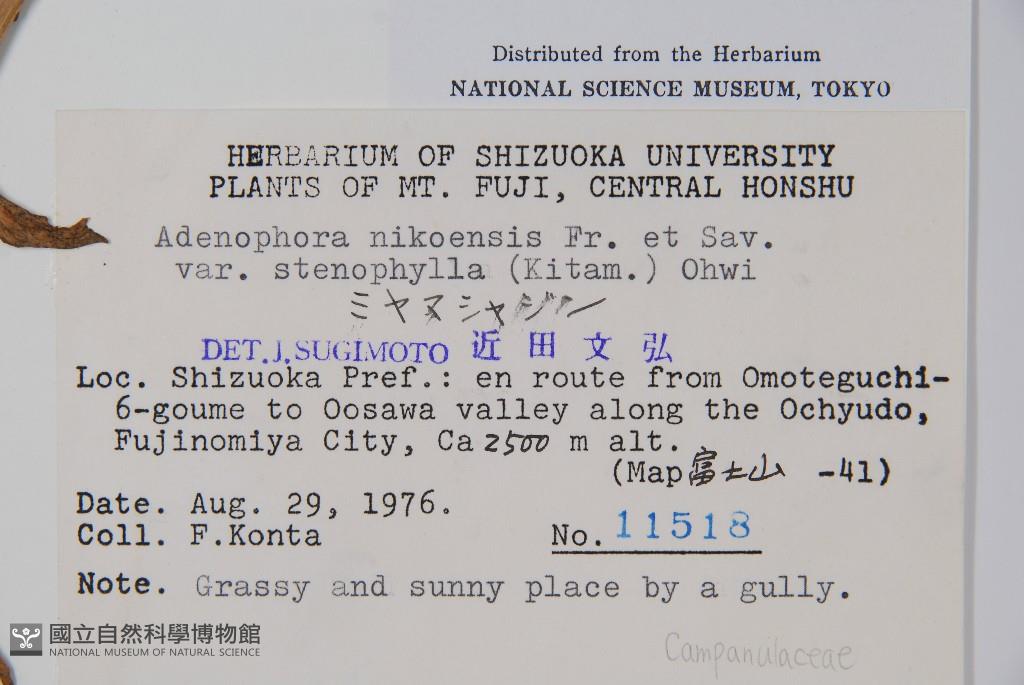 Distributed from the Herbarium
NATIONAL SCIENCE MUSEUM, TOKYO
HERBARIUM OF SHIZUOKA UNIVERSITY
PLANTS OF MT. FUJI, CENTRAL HONSHU
Adenophora nikoensis Fr. et Sav.
var. stenophylla (Kitam.) Ohwi
ミヤマシャジン
DET. J. SUGIMOTO 近田文弘
Loc. Shizuoka Pref.: en route from Omoteguchi-
6-goume to Oosawa valley along the Ochyudo,
Fujinomiya City, Ca 2500 m alt.
(Map 富士山 -41)
Date. Aug. 29, 1976.
Coll. F.Konta No. 11518
Note. Grassy and sunny place by a gully.
國立自然科學博物館
NATIONAL MUSEUM OF NATURAL SCIENCE
Campanulaceae